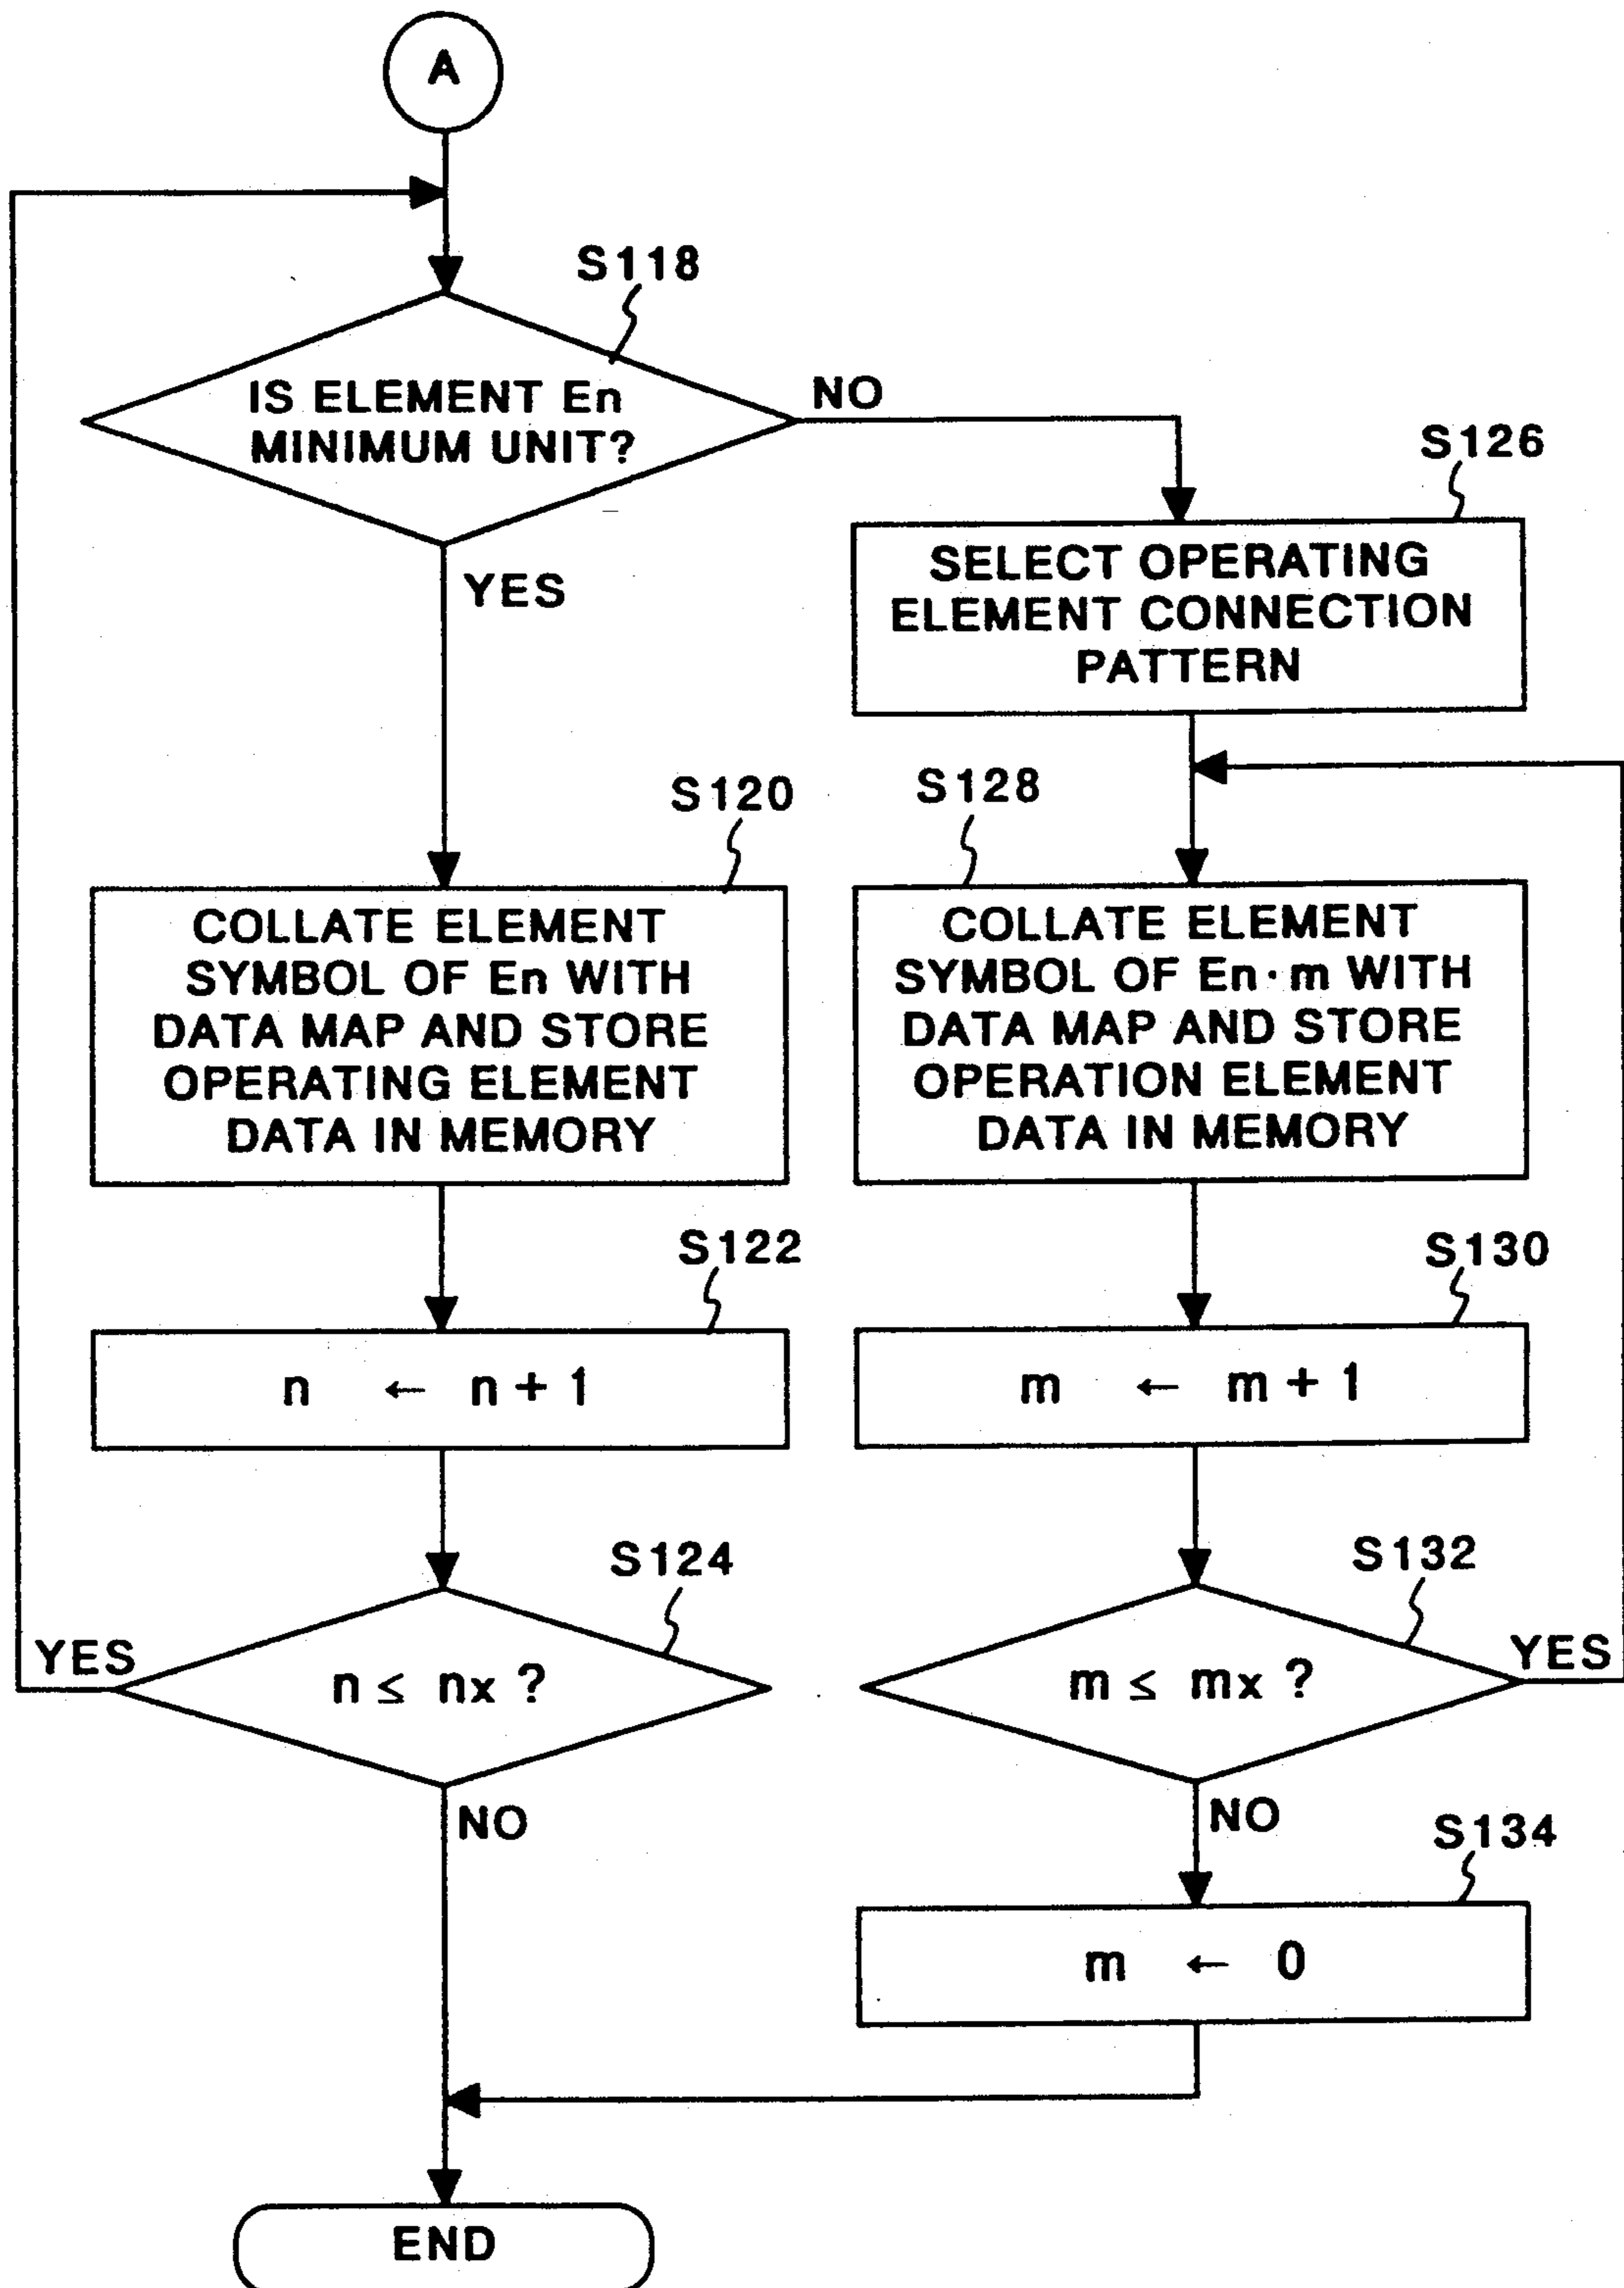 A
S118
IS ELEMENT En
MINIMUM UNIT?
NO
YES
S126
SELECT OPERATING
ELEMENT CONNECTION
PATTERN
S120
COLLATE ELEMENT
SYMBOL OF En WITH
DATA MAP AND STORE
OPERATING ELEMENT
DATA IN MEMORY
S128
COLLATE ELEMENT
SYMBOL OF En·m WITH
DATA MAP AND STORE
OPERATION ELEMENT
DATA IN MEMORY
S122
n ← n + 1
S130
m ← m + 1
S124
n ≤ nx ?
YES
NO
S132
m ≤ mx ?
YES
NO
S134
m ← 0
END